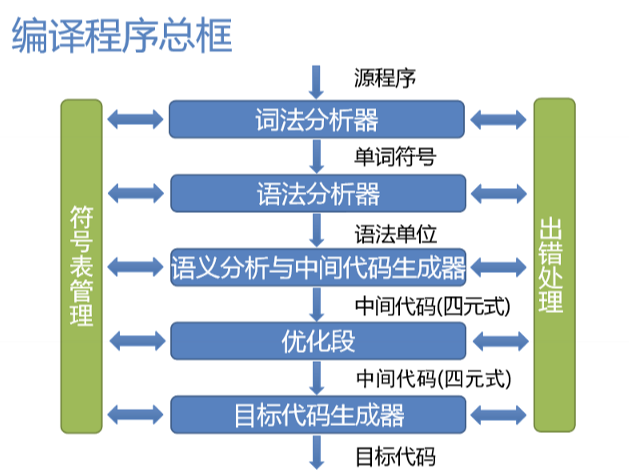 编译程序总框
源程序
词法分析器
单词符号
语法分析器
语法单位
语义分析与中间代码生成器
中间代码(四元式)
优化段
中间代码(四元式)
目标代码生成器
目标代码
符号表管理
出错处理